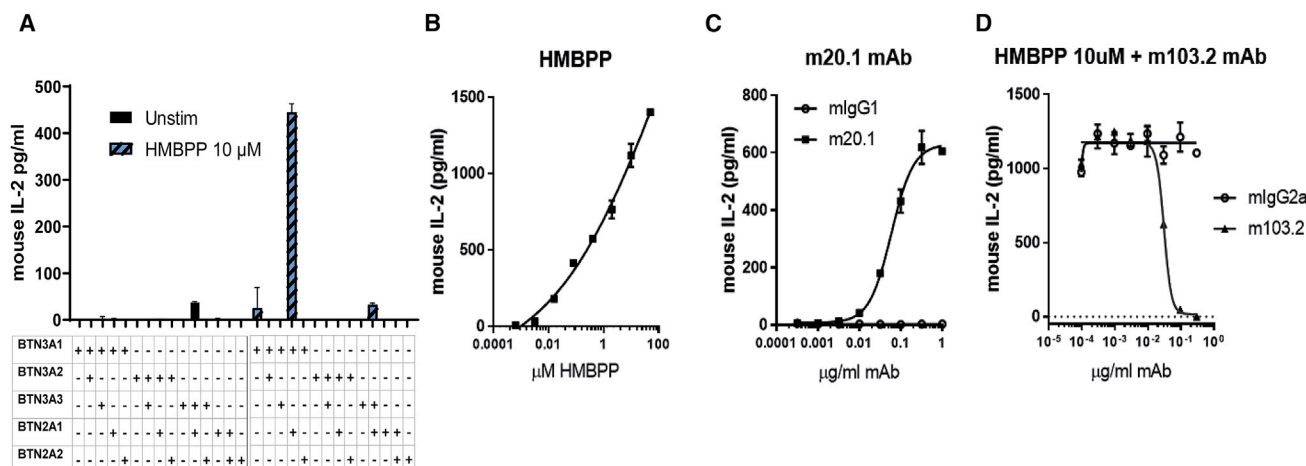 A
500
400
300
200
100
0
mouse IL-2 pg/ml
Unstim
HMBPP 10 µM
BTN3A1
BTN3A2
BTN3A3
BTN2A1
BTN2A2
B
HMBPP
1500
1000
500
0
mouse IL-2 (pg/ml)
0.0001
0.01
1
100
µM HMBPP
C
m20.1 mAb
800
600
400
200
0
mouse IL-2 (pg/ml)
mIgG1
m20.1
0.0001
0.001
0.01
0.1
1
µg/ml mAb
D
HMBPP 10uM + m103.2 mAb
1500
1000
500
0
mouse IL-2 (pg/ml)
mIgG2a
m103.2
10⁻⁵
10⁻⁴
10⁻³
10⁻²
10⁻¹
10⁰
µg/ml mAb